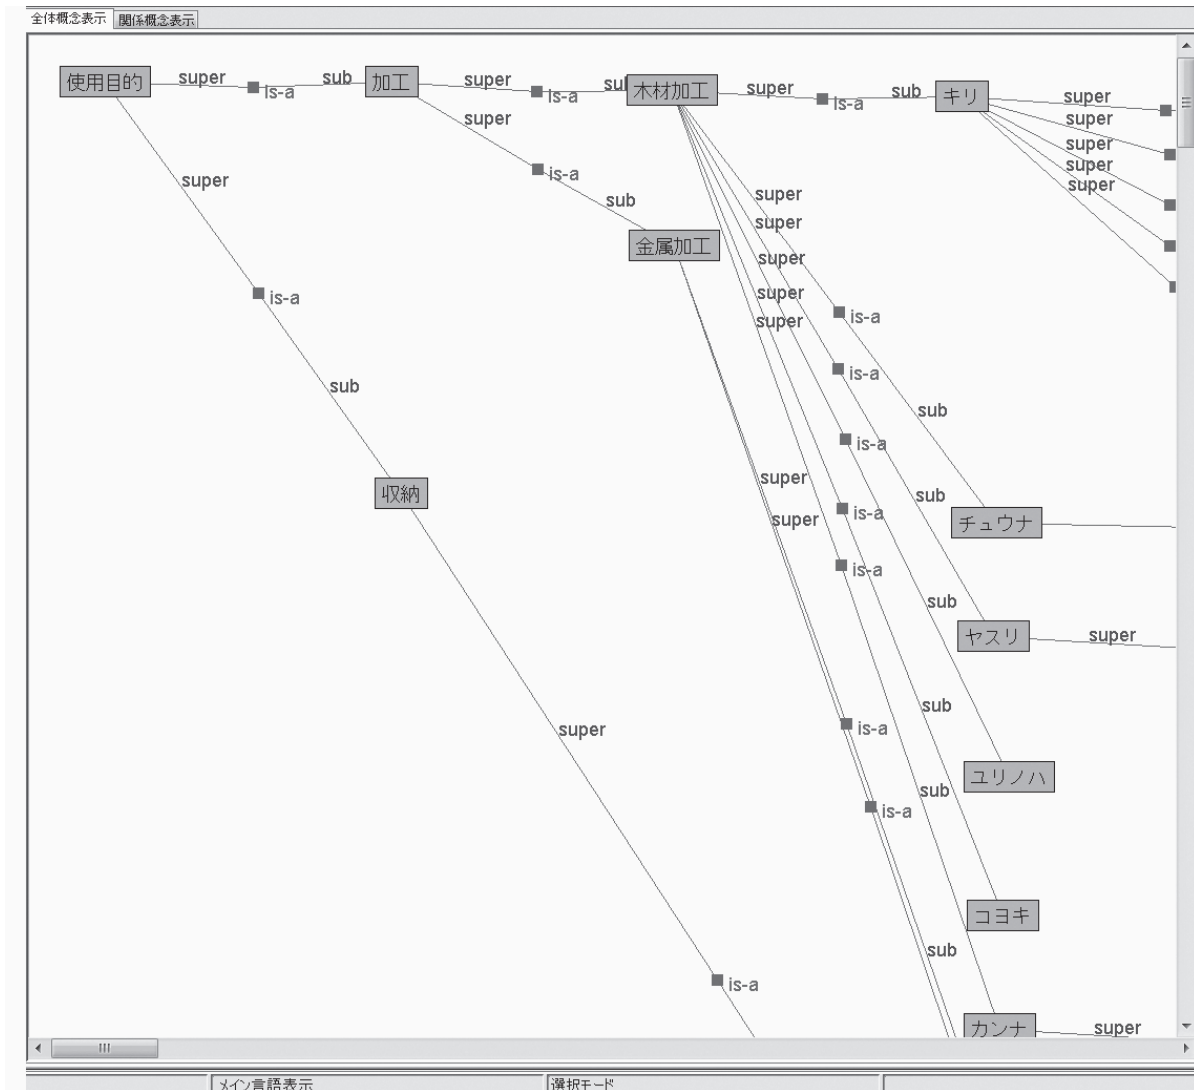 全体概念表示 関係概念表示
使用目的 super is-a sub 加工 super is-a sub 木材加工 super is-a sub キリ super
super
super
super
super
super
is-a
sub
金属加工
super
is-a
sub
収納
super
is-a
super
super
super
super
super
is-a
is-a
is-a
is-a
is-a
sub
sub
sub
sub
sub
チュウナ
ヤスリ super
ユリノハ
コヨキ
カンナ super
super
super
is-a
is-a
sub
メイン言語表示 選択モード